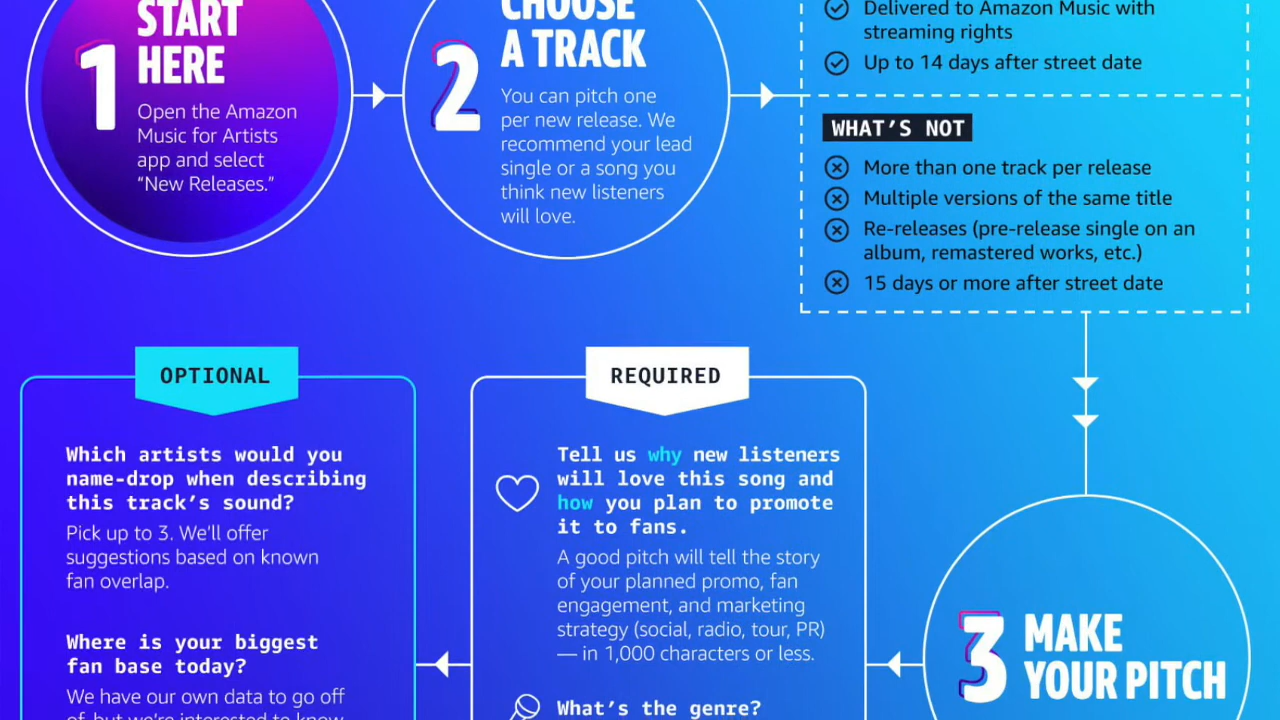 1
START
HERE
Open the Amazon
Music for Artists
app and select
“New Releases.”
2
CHOOSE
A TRACK
You can pitch one
per new release. We
recommend your lead
single or a song you
think new listeners
will love.
Delivered to Amazon Music with
streaming rights
Up to 14 days after street date
WHAT’S NOT
More than one track per release
Multiple versions of the same title
Re-releases (pre-release single on an
album, remastered works, etc.)
15 days or more after street date
3
MAKE
YOUR PITCH
REQUIRED
Tell us why new listeners
will love this song and
how you plan to promote
it to fans.
A good pitch will tell the story
of your planned promo, fan
engagement, and marketing
strategy (social, radio, tour, PR)
— in 1,000 characters or less.
What’s the genre?
OPTIONAL
Which artists would you
name-drop when describing
this track’s sound?
Pick up to 3. We’ll offer
suggestions based on known
fan overlap.
Where is your biggest
fan base today?
We have our own data to go off
of, but we’re interested to know